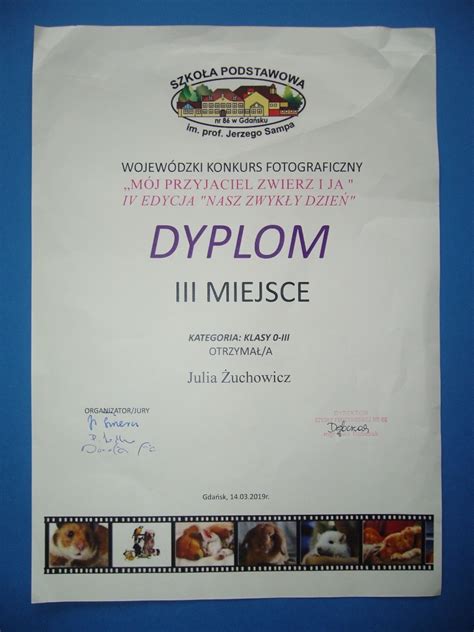 SZKOŁA PODSTAWOWA
nr 86 w Gdańsku
im. prof. Jerzego Sampa
WOJEWÓDZKI KONKURS FOTOGRAFICZNY
„MÓJ PRZYJACIEL ZWIERZ I JA "
IV EDYCJA "NASZ ZWYKŁY DZIEŃ"
DYPLOM
III MIEJSCE
KATEGORIA: KLASY 0-III
OTRZYMAŁ/A
Julia Żuchowicz
ORGANIZATOR/JURY
Gdańsk, 14.03.2019r.